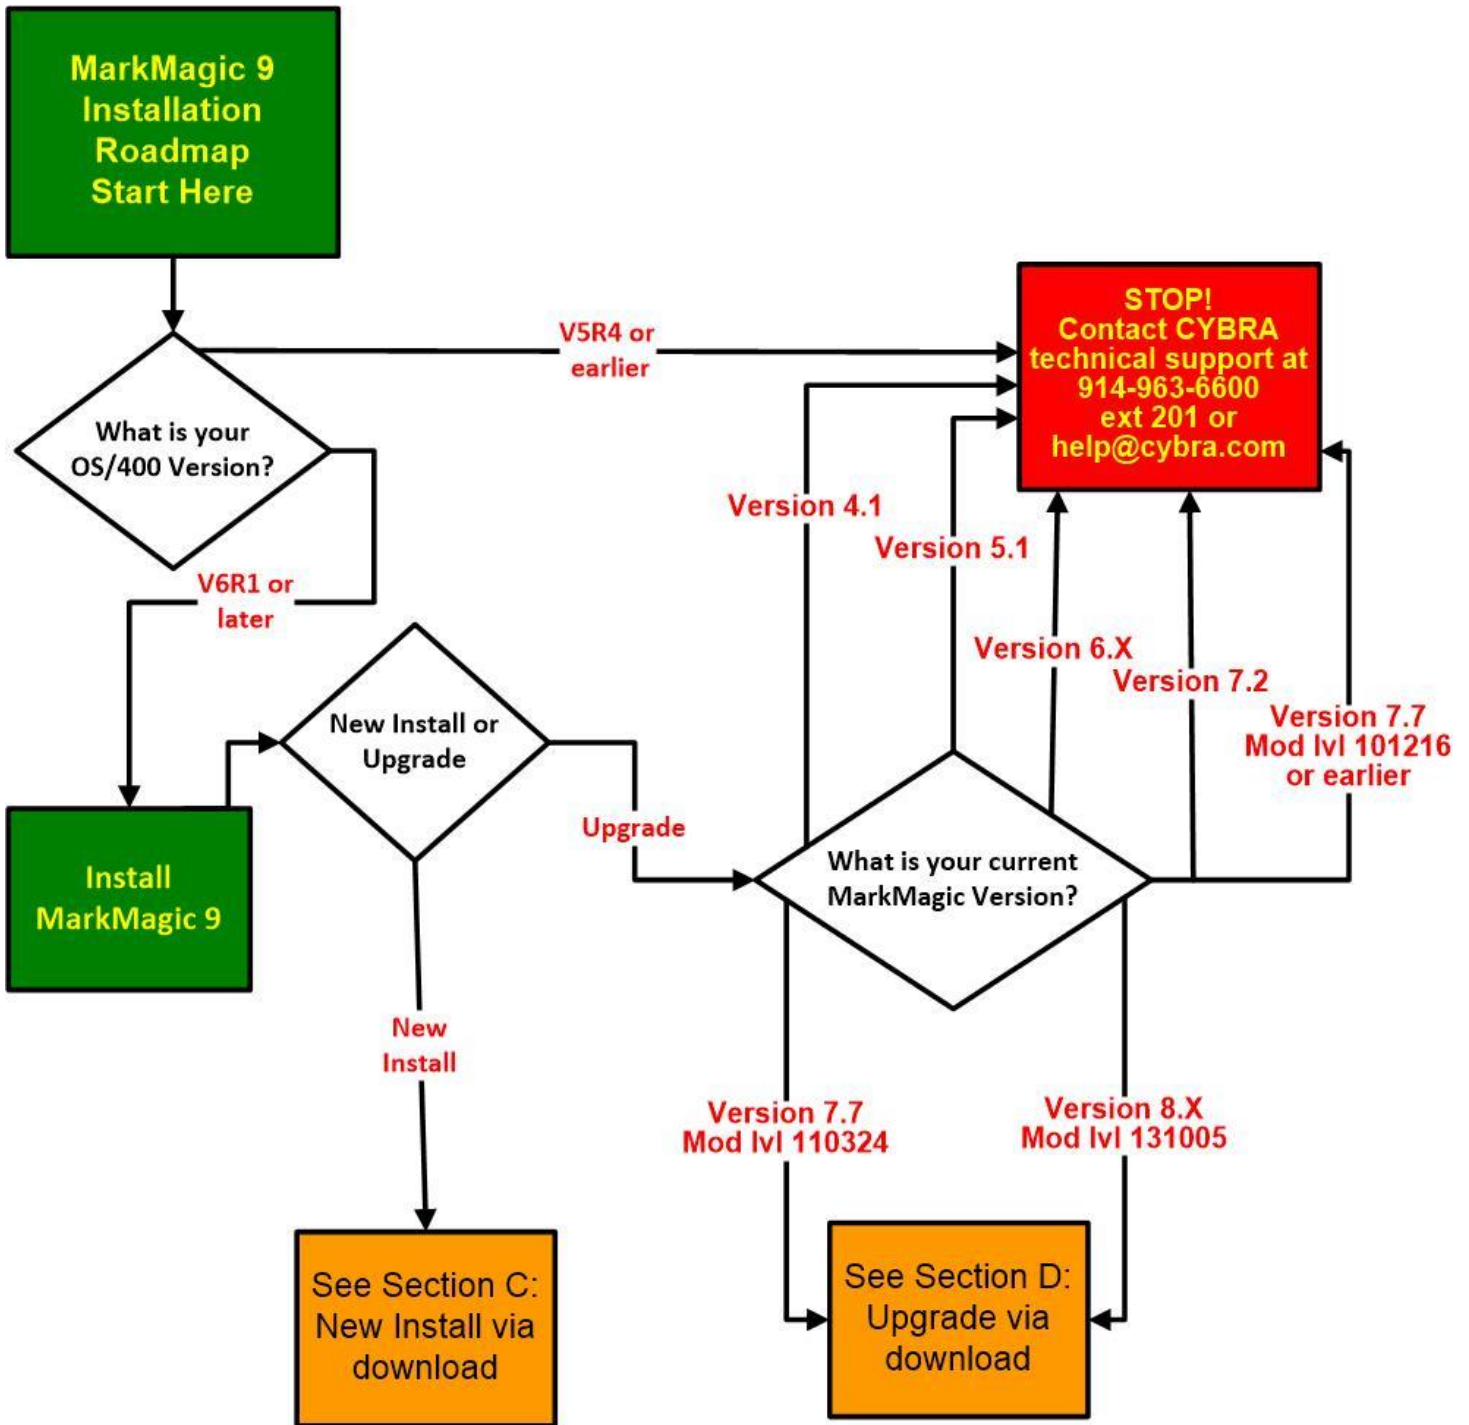 MarkMagic 9
Installation
Roadmap
Start Here
V5R4 or
earlier
STOP!
Contact CYBRA
technical support at
914-963-6600
ext 201 or
help@cybra.com
What is your
OS/400 Version?
Version 4.1
Version 5.1
V6R1 or
later
Version 6.X
Version 7.2
Version 7.7
Mod lvl 101216
or earlier
New Install or
Upgrade
Upgrade
What is your current
MarkMagic Version?
Install
MarkMagic 9
New
Install
Version 7.7
Mod lvl 110324
Version 8.X
Mod lvl 131005
See Section C:
New Install via
download
See Section D:
Upgrade via
download